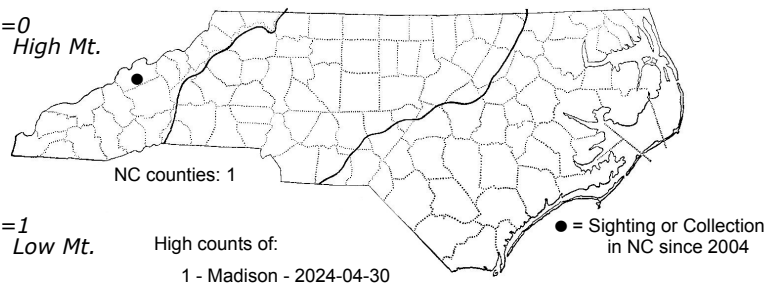 =0
High Mt.
NC counties: 1
=1
Low Mt.
High counts of:
1 - Madison - 2024-04-30
● = Sighting or Collection
in NC since 2004